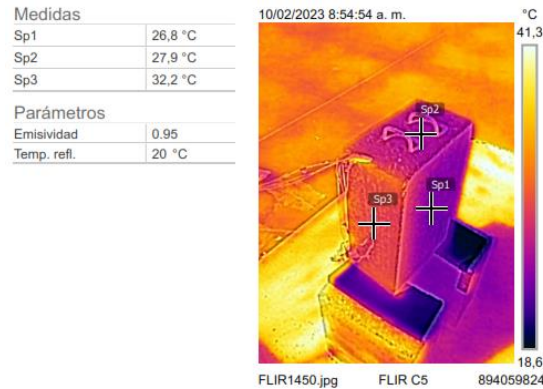 Medidas
Sp1 26,8 °C
Sp2 27,9 °C
Sp3 32,2 °C
Parámetros
Emisividad 0.95
Temp. refl. 20 °C
10/02/2023 8:54:54 a. m.
°C
41,3
Sp2
Sp1
Sp3
18,6
FLIR1450.jpg FLIR C5 894059824